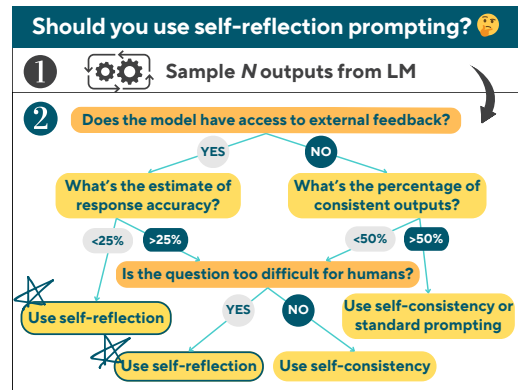 Should you use self-reflection prompting? 🤔
1 Sample N outputs from LM
2
Does the model have access to external feedback?
YES
NO
What's the estimate of
response accuracy?
What's the percentage of
consistent outputs?
<25%
>25%
<50%
>50%
Is the question too difficult for humans?
Use self-reflection
YES
NO
Use self-consistency or
standard prompting
Use self-reflection
Use self-consistency